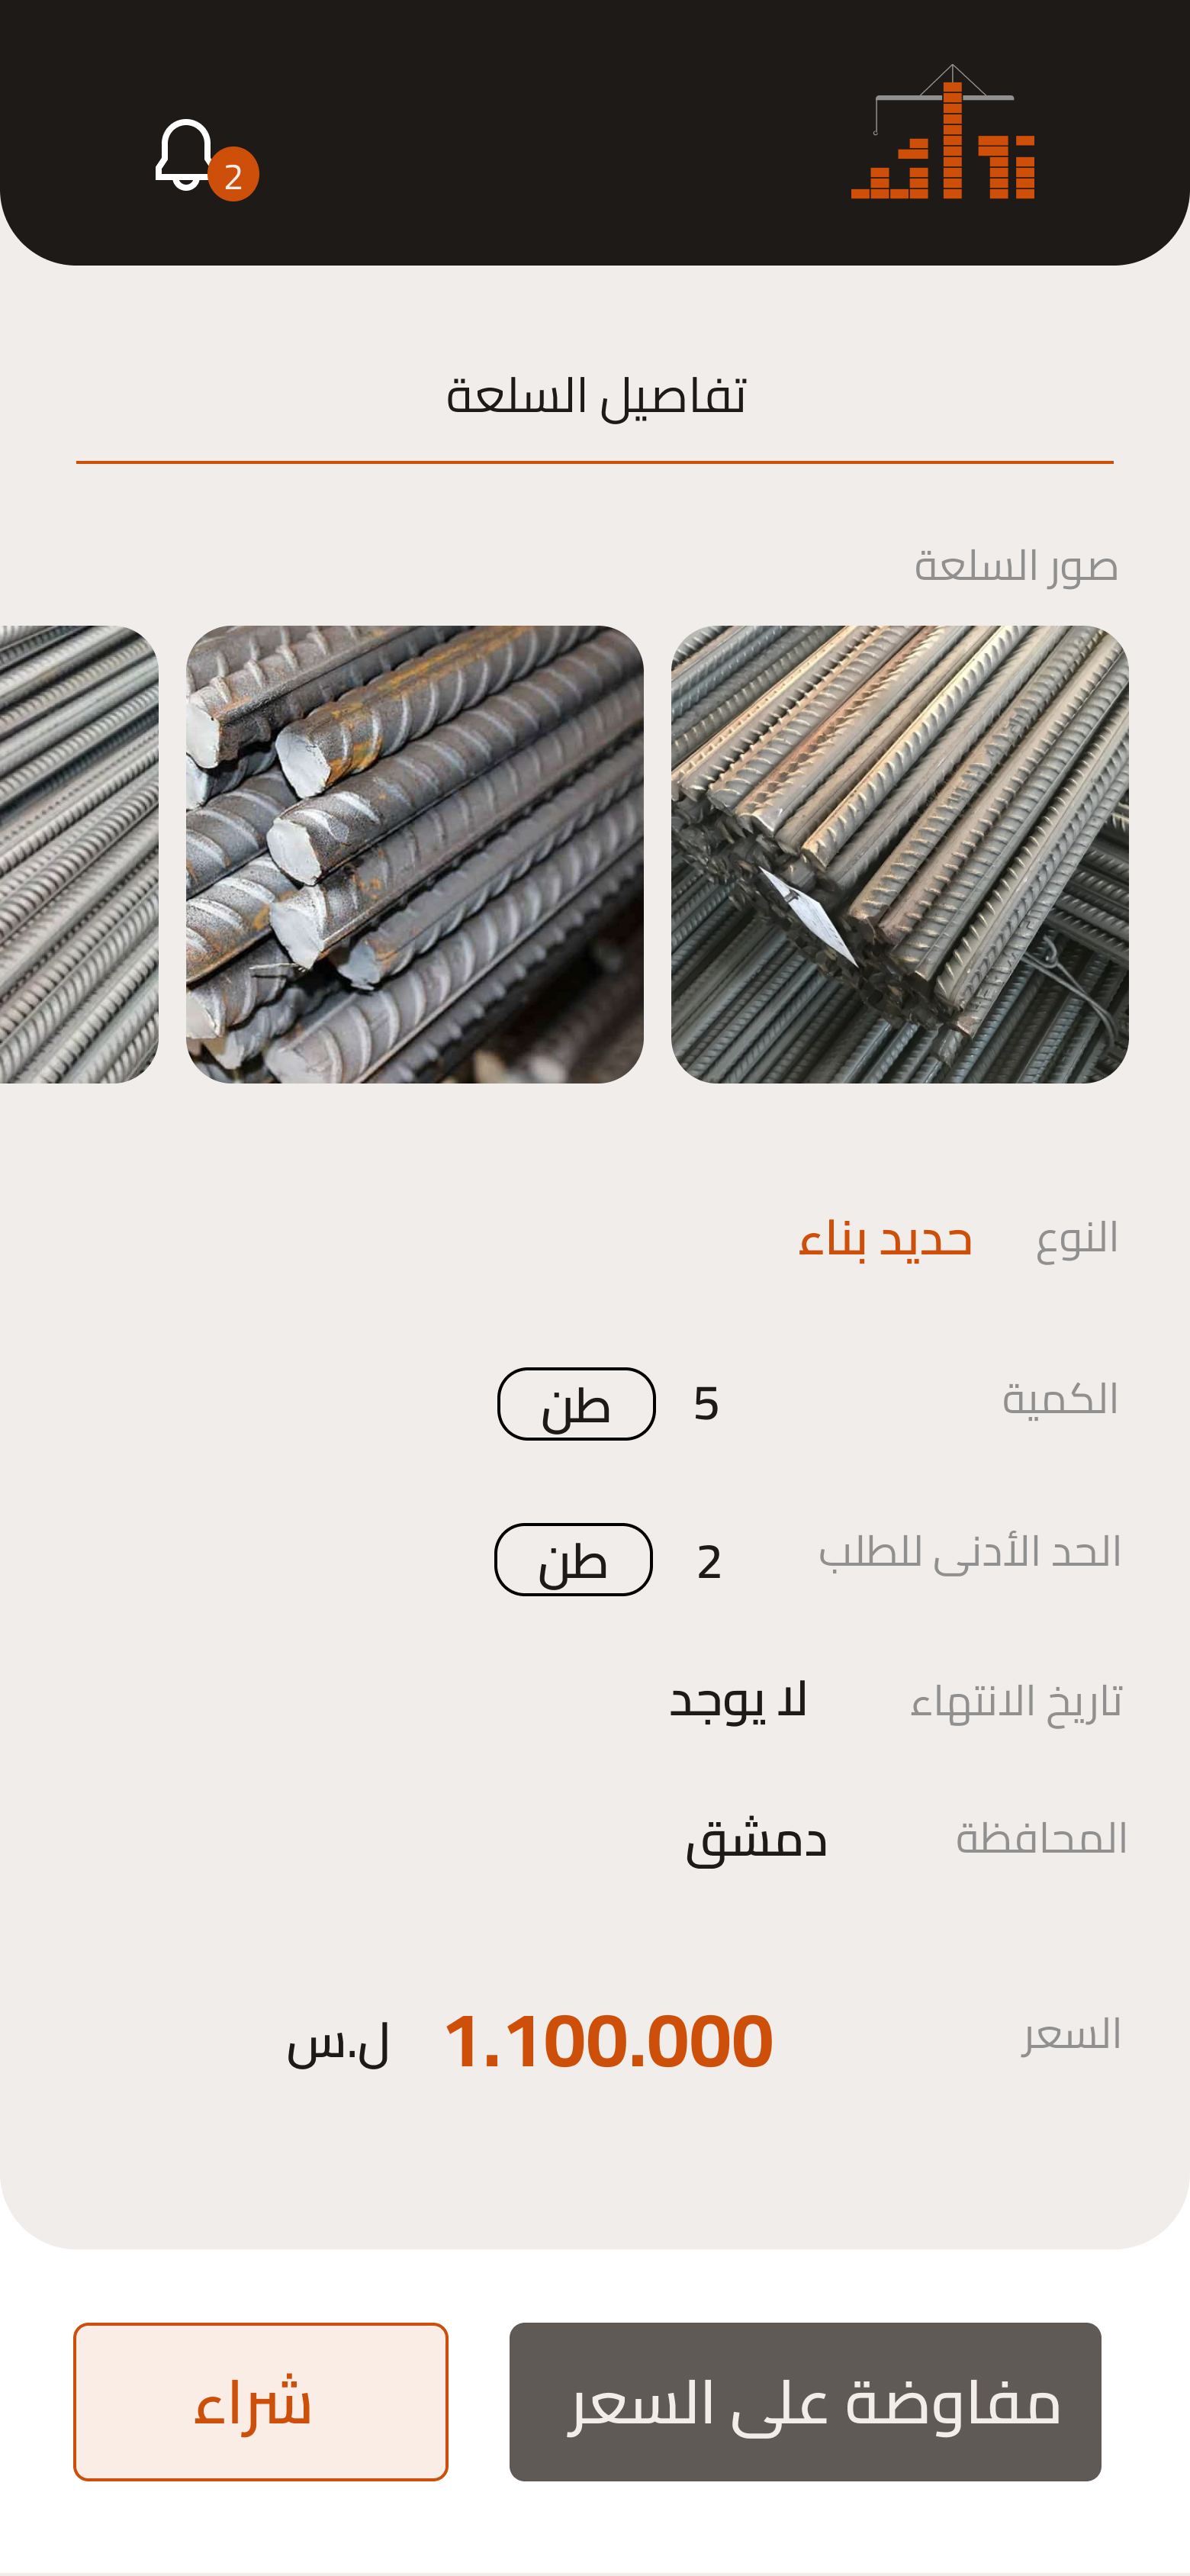 2
تفاصيل السلعة
صور السلعة
النوع حديد بناء
الكمية 5 طن
الحد الأدنى للطلب 2 طن
تاريخ الانتهاء لا يوجد
المحافظة دمشق
السعر 1.100.000 ل.س
مفاوضة على السعر شراء